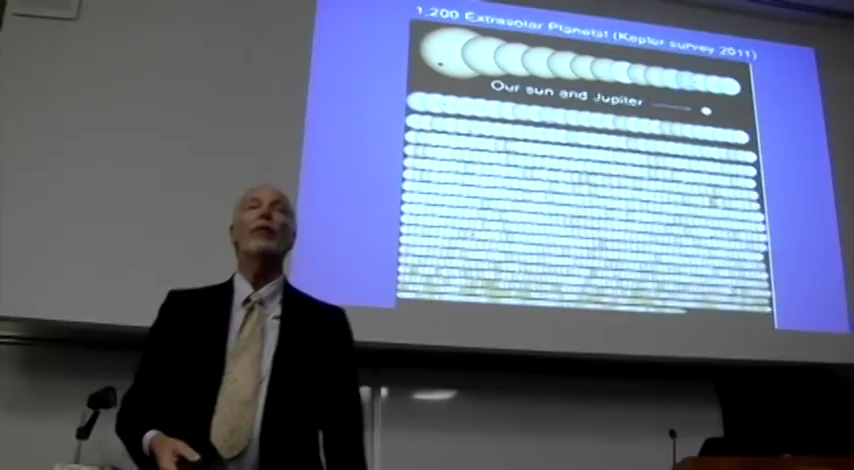 1,200 Extrasolar Planets! (Kepler survey 2011)
Our sun and Jupiter